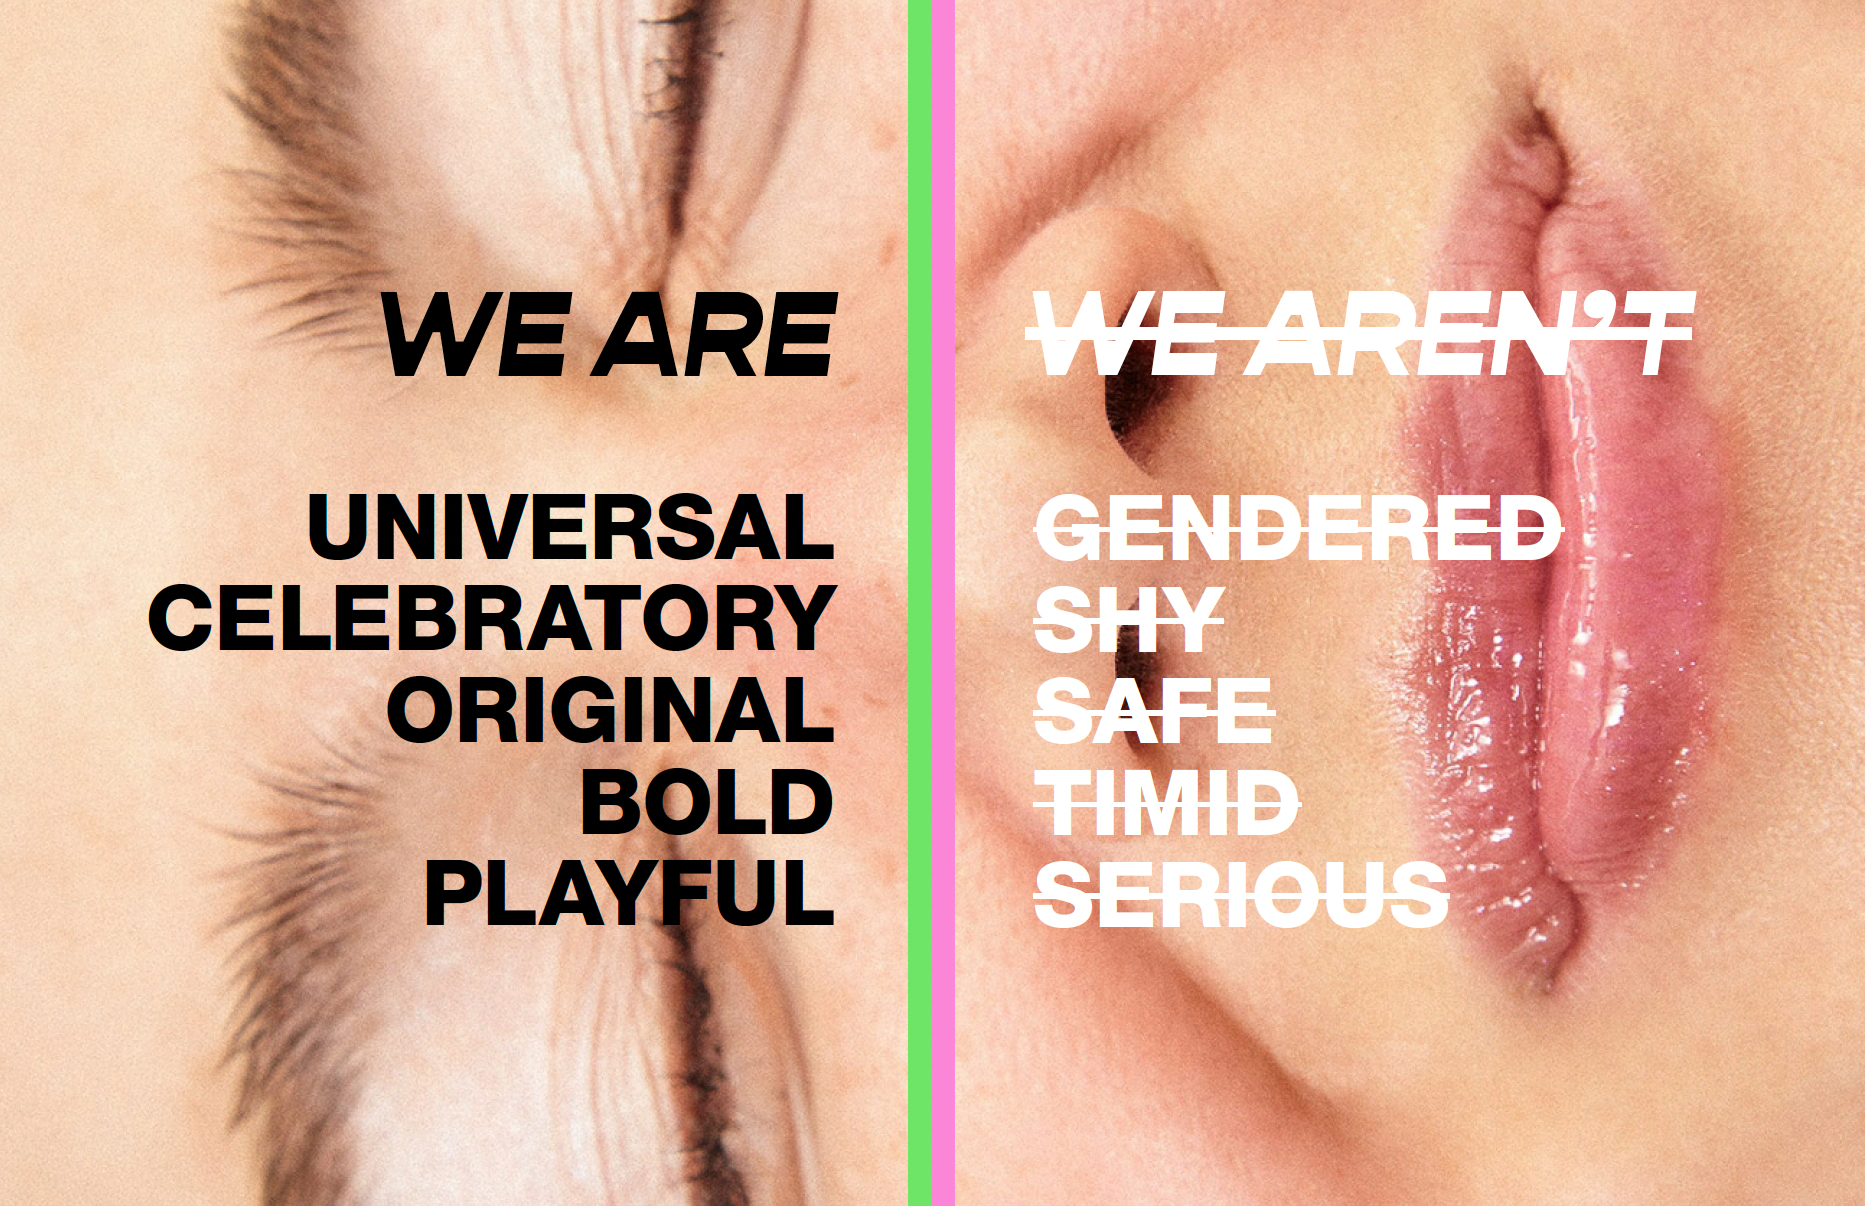 WE ARE
UNIVERSAL
CELEBRATORY
ORIGINAL
BOLD
PLAYFUL
WE AREN’T
GENDERED
SHY
SAFE
TIMID
SERIOUS